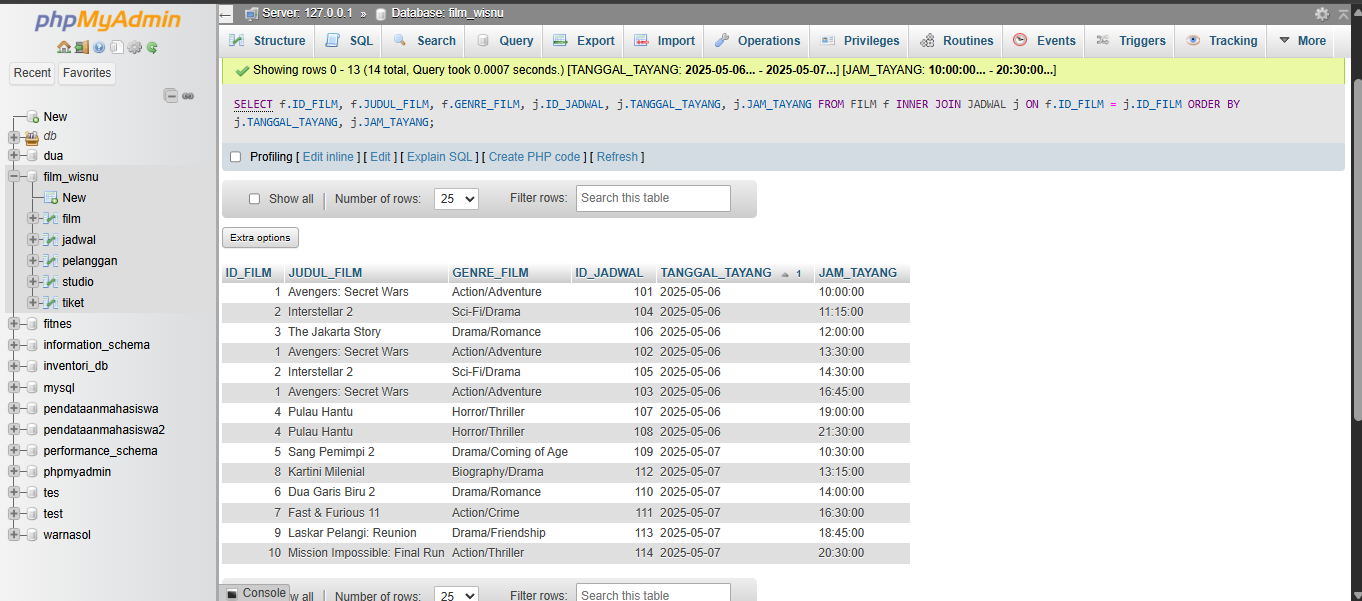 phpMyAdmin
Recent Favorites
New
db
dua
film_wisnu
New
film
jadwal
pelanggan
studio
tiket
fitnes
information_schema
inventori_db
mysql
pendataanmahasiswa
pendataanmahasiswa2
performance_schema
phpmyadmin
tes
test
warnasol
Server: 127.0.0.1 » Database: film_wisnu
Structure SQL Search Query Export Import Operations Privileges Routines Events Triggers Tracking More
Showing rows 0 - 13 (14 total, Query took 0.0007 seconds.) [TANGGAL_TAYANG: 2025-05-06... - 2025-05-07...] [JAM_TAYANG: 10:00:00... - 20:30:00...]
SELECT f.ID_FILM, f.JUDUL_FILM, f.GENRE_FILM, j.ID_JADWAL, j.TANGGAL_TAYANG, j.JAM_TAYANG FROM FILM f INNER JOIN JADWAL j ON f.ID_FILM = j.ID_FILM ORDER BY
j.TANGGAL_TAYANG, j.JAM_TAYANG;
Profiling [ Edit inline ] [ Edit ] [ Explain SQL ] [ Create PHP code ] [ Refresh ]
Show all Number of rows: 25 Filter rows: Search this table
Extra options
ID_FILM JUDUL_FILM GENRE_FILM ID_JADWAL TANGGAL_TAYANG 1 JAM_TAYANG
1 Avengers: Secret Wars Action/Adventure 101 2025-05-06 10:00:00
2 Interstellar 2 Sci-Fi/Drama 104 2025-05-06 11:15:00
3 The Jakarta Story Drama/Romance 106 2025-05-06 12:00:00
1 Avengers: Secret Wars Action/Adventure 102 2025-05-06 13:30:00
2 Interstellar 2 Sci-Fi/Drama 105 2025-05-06 14:30:00
1 Avengers: Secret Wars Action/Adventure 103 2025-05-06 16:45:00
4 Pulau Hantu Horror/Thriller 107 2025-05-06 19:00:00
4 Pulau Hantu Horror/Thriller 108 2025-05-06 21:30:00
5 Sang Pemimpi 2 Drama/Coming of Age 109 2025-05-07 10:30:00
8 Kartini Milenial Biography/Drama 112 2025-05-07 13:15:00
6 Dua Garis Biru 2 Drama/Romance 110 2025-05-07 14:00:00
7 Fast & Furious 11 Action/Crime 111 2025-05-07 16:30:00
9 Laskar Pelangi: Reunion Drama/Friendship 113 2025-05-07 18:45:00
10 Mission Impossible: Final Run Action/Thriller 114 2025-05-07 20:30:00
Console w all Number of rows: 25 Filter rows: Search this table